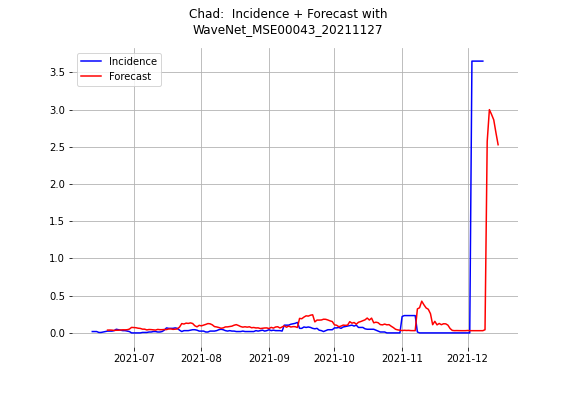 Chad:  Incidence + Forecast with
WaveNet_MSE00043_20211127
Incidence
Forecast
3.5
3.0
2.5
2.0
1.5
1.0
0.5
0.0
2021-07 2021-08 2021-09 2021-10 2021-11 2021-12